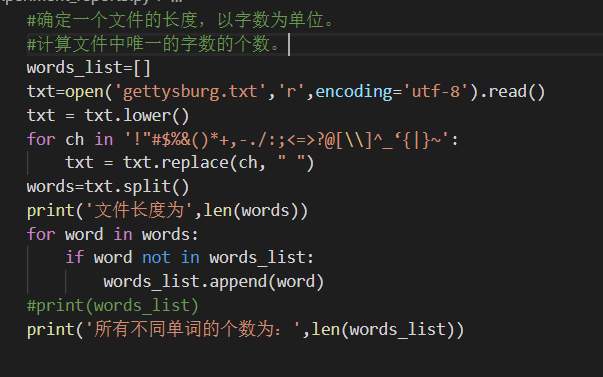 #确定一个文件的长度，以字数为单位。
#计算文件中唯一的字数的个数。
words_list=[]
txt=open('gettysburg.txt','r',encoding='utf-8').read()
txt = txt.lower()
for ch in '!"#$%&()*+,-./:;<=>?@[\\]^_‘{|}~':
    txt = txt.replace(ch, " ")
words=txt.split()
print('文件长度为',len(words))
for word in words:
    if word not in words_list:
        words_list.append(word)
#print(words_list)
print('所有不同单词的个数为：',len(words_list))